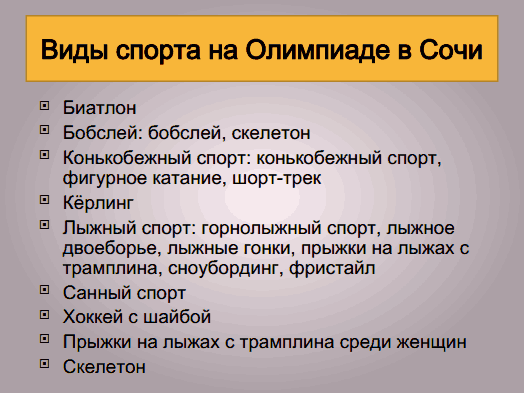 Виды спорта на Олимпиаде в Сочи
Биатлон
Бобслей: бобслей, скелетон
Конькобежный спорт: конькобежный спорт,
фигурное катание, шорт-трек
Кёрлинг
Лыжный спорт: горнолыжный спорт, лыжное
двоеборье, лыжные гонки, прыжки на лыжах с
трамплина, сноубординг, фристайл
Санный спорт
Хоккей с шайбой
Прыжки на лыжах с трамплина среди женщин
Скелетон